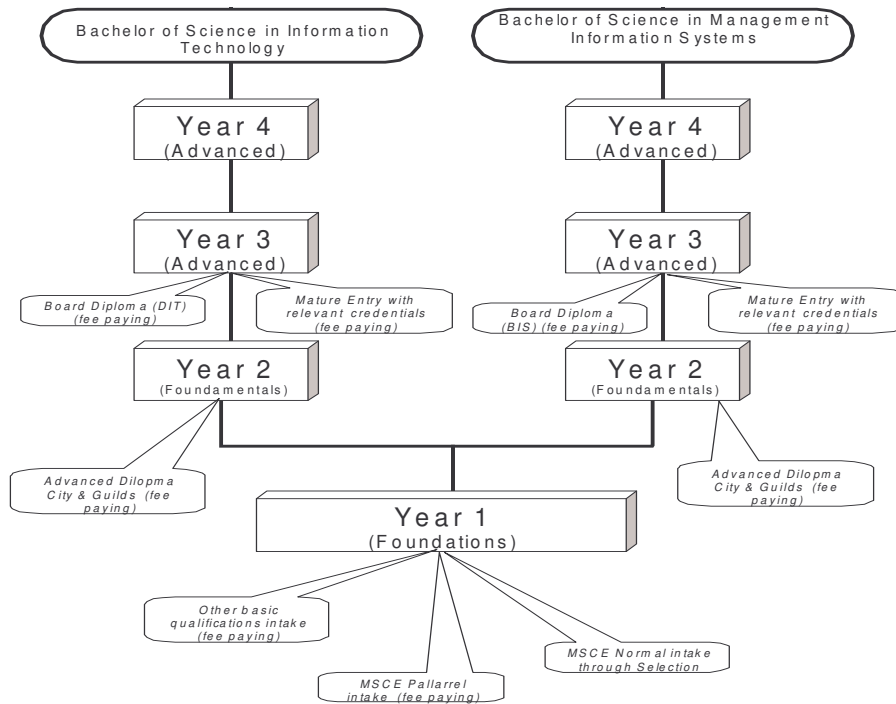 Bachelor of Science in Information
Technology
Bachelor of Science in Management
Information Systems
Year 4
(Advanced)
Year 4
(Advanced)
Year 3
(Advanced)
Year 3
(Advanced)
Board Diploma (DIT)
(fee paying)
Mature Entry with
relevant credentials
(fee paying)
Board Diploma
(BIS) (fee paying)
Mature Entry with
relevant credentials
(fee paying)
Year 2
(Foundamentals)
Year 2
(Foundamentals)
Advanced Dilopma
City & Guilds (fee
paying)
Advanced Dilopma
City & Guilds (fee
paying)
Year 1
(Foundations)
Other basic
qualifications intake
(fee paying)
MSCE Normal intake
through Selection
MSCE Pallarrel
intake (fee paying)